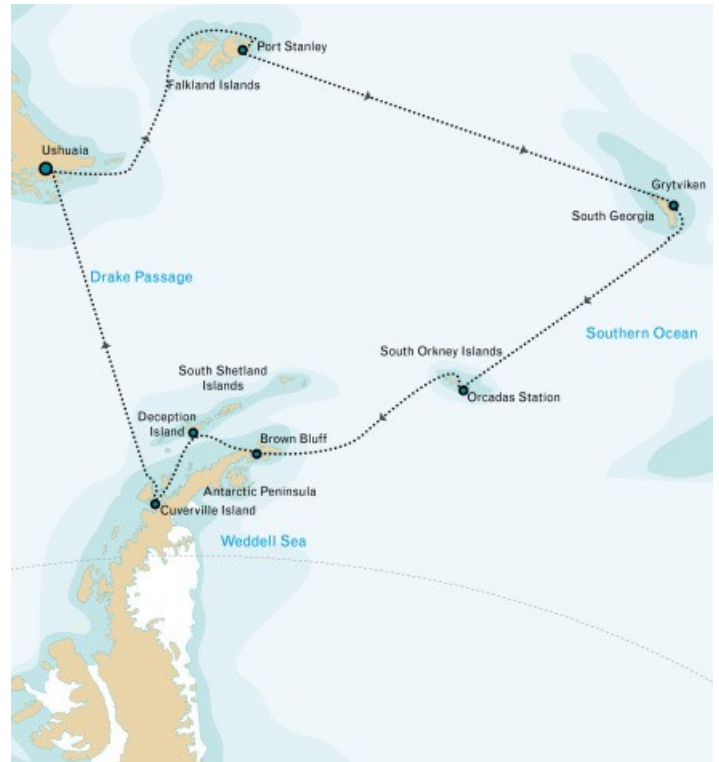 Port Stanley
Falkland Islands
Ushuaia
Grytviken
South Georgia
Drake Passage
Southern Ocean
South Orkney Islands
South Shetland
Islands
Orcadas Station
Deception
Island
Brown Bluff
Antarctic Peninsula
Cuverville Island
Weddell Sea